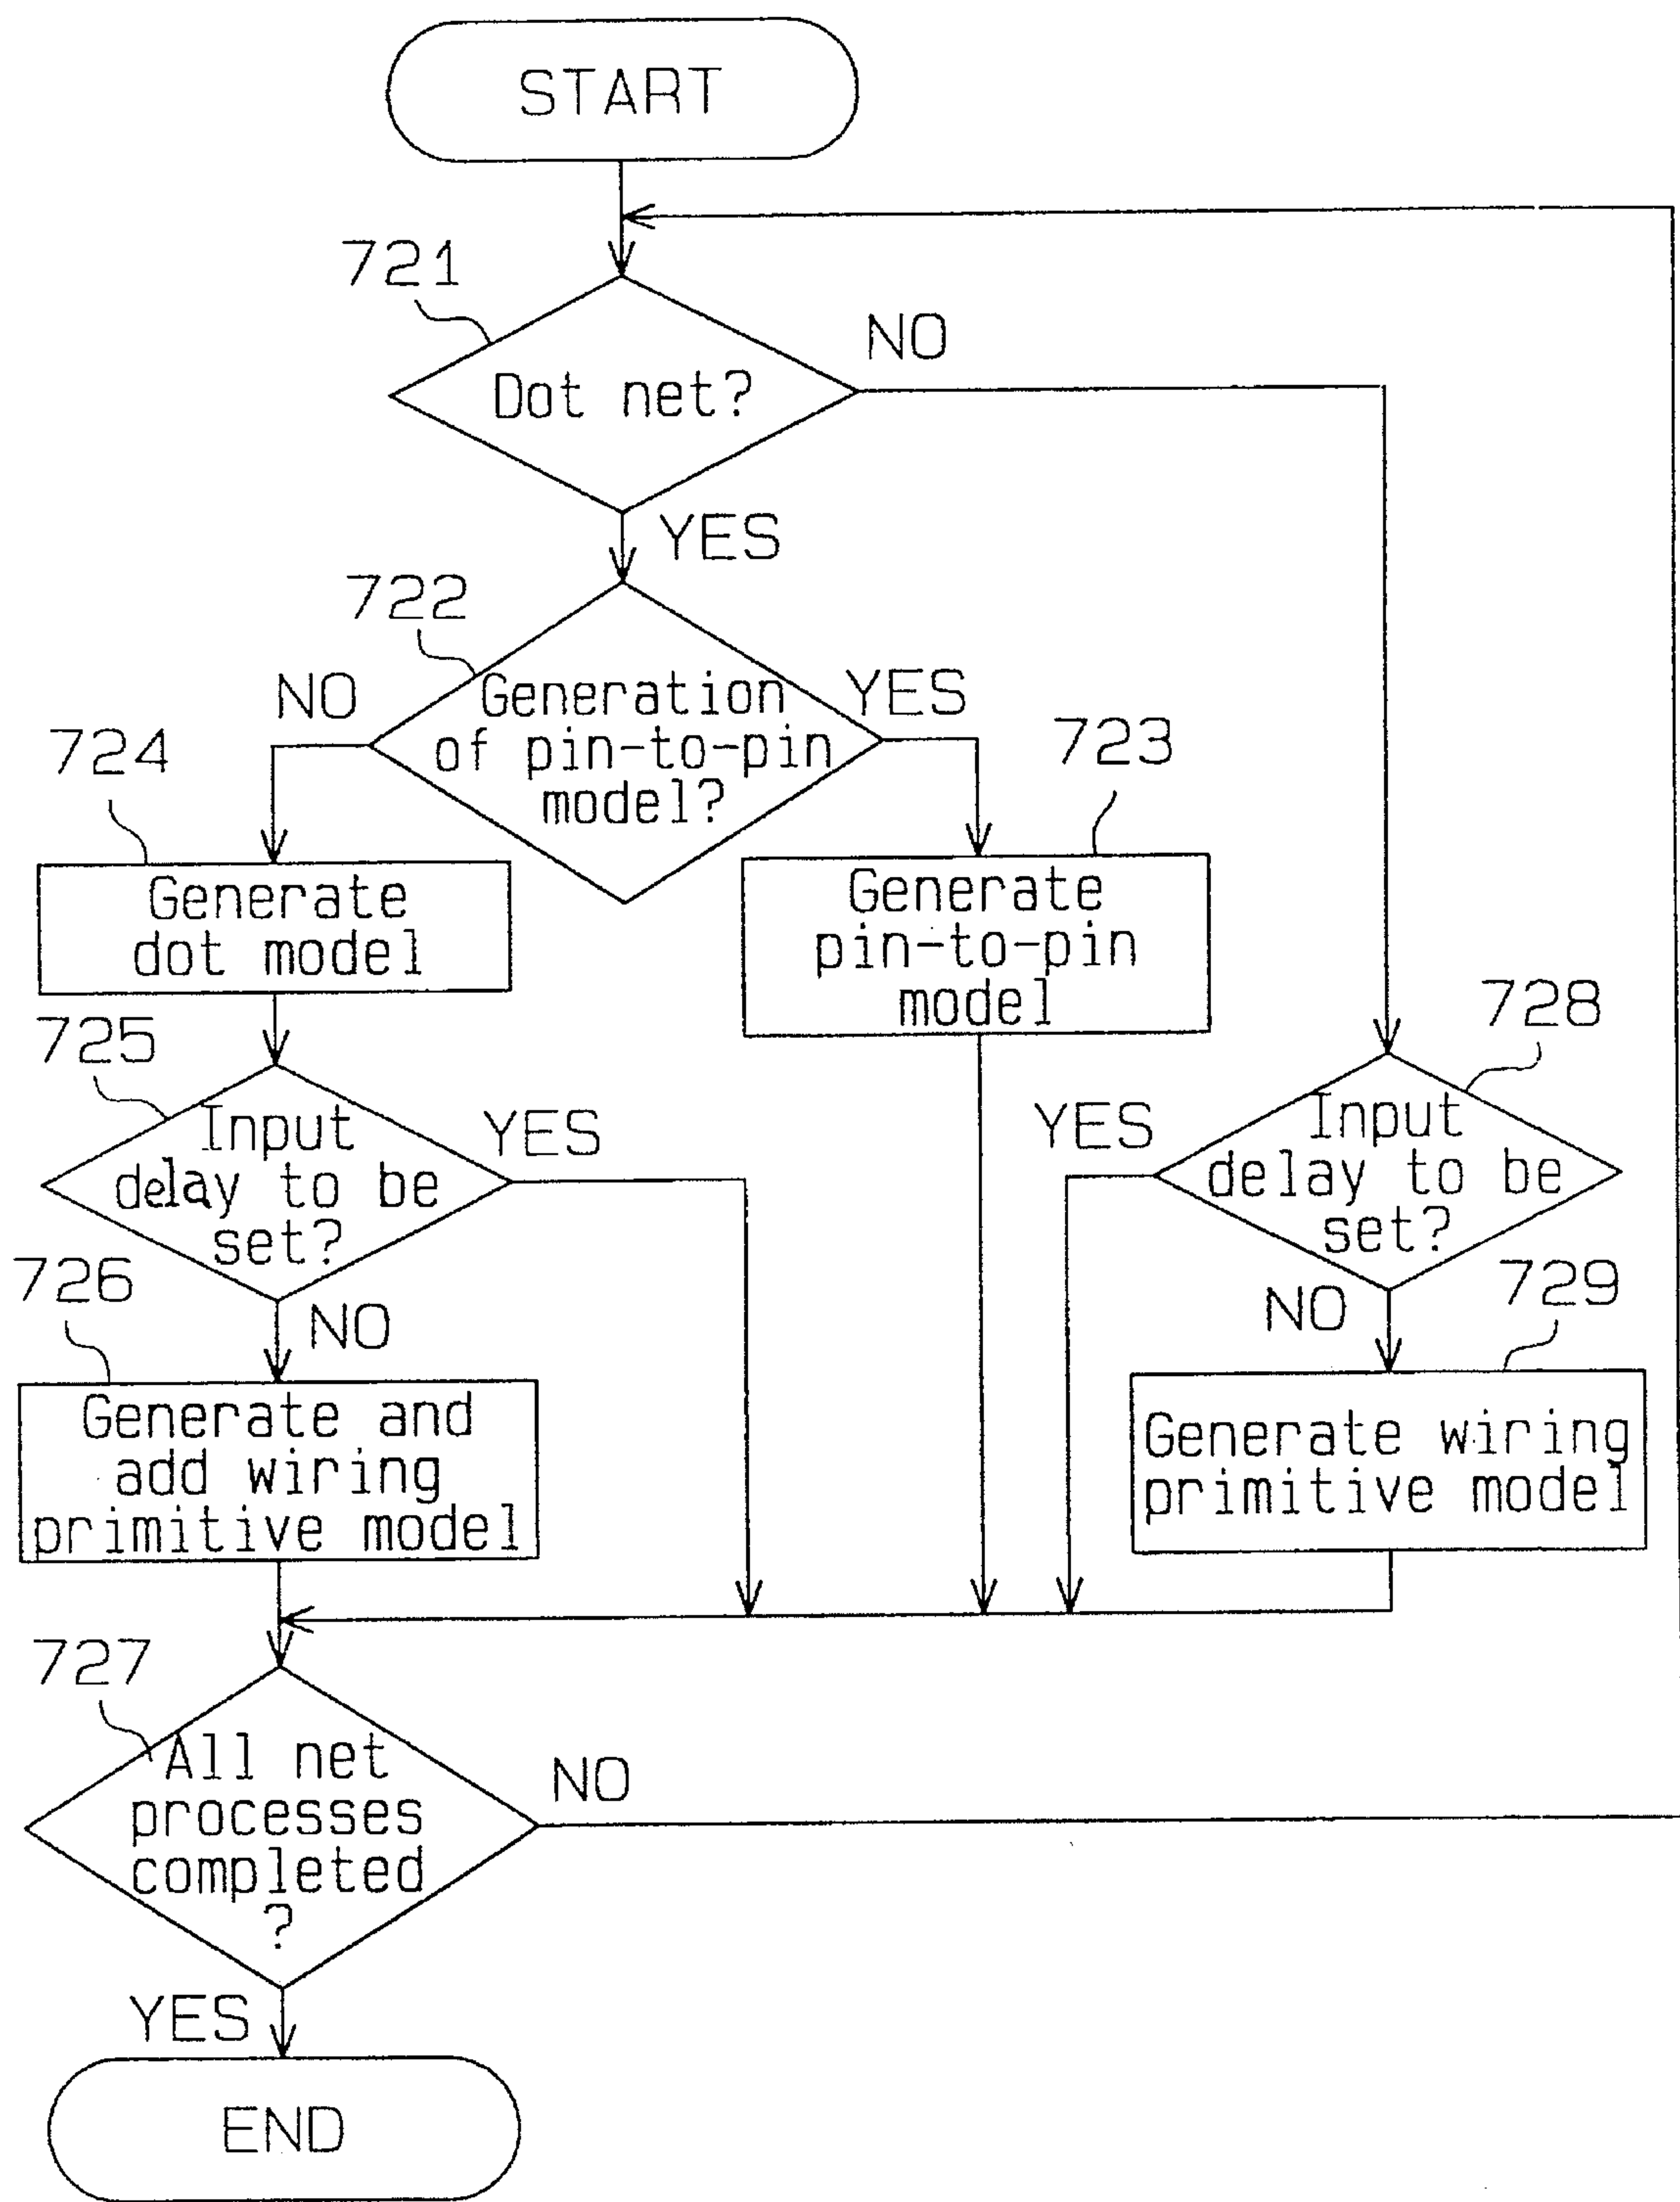 START
721
NO
Dot net?
YES
722
NO
Generation
of pin-to-pin
model?
YES
724
723
Generate
dot model
Generate
pin-to-pin
model
725
728
Input
delay to be
set?
YES
YES
Input
delay to be
set?
726
NO
NO
729
Generate and
add wiring
primitive model
Generate wiring
primitive model
727
All net
processes
completed
?
NO
YES
END